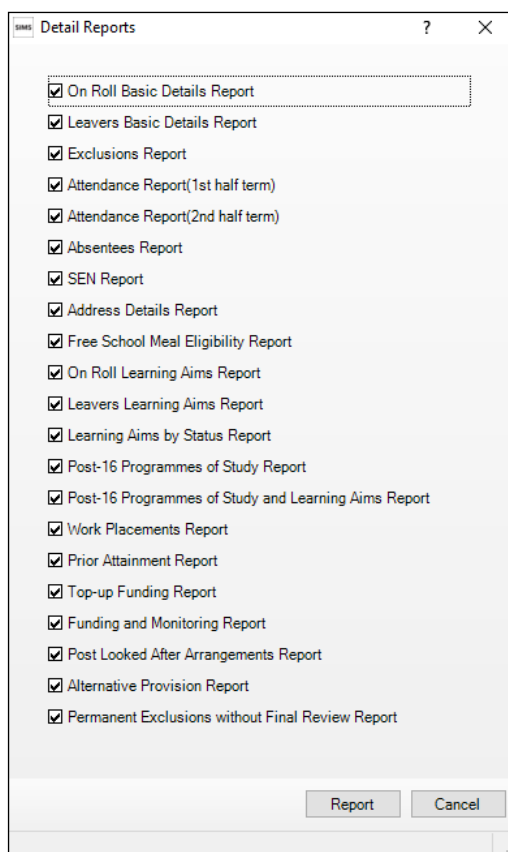 SIMS Detail Reports ? X
On Roll Basic Details Report
Leavers Basic Details Report
Exclusions Report
Attendance Report(1st half term)
Attendance Report(2nd half term)
Absentees Report
SEN Report
Address Details Report
Free School Meal Eligibility Report
On Roll Learning Aims Report
Leavers Learning Aims Report
Learning Aims by Status Report
Post-16 Programmes of Study Report
Post-16 Programmes of Study and Learning Aims Report
Work Placements Report
Prior Attainment Report
Top-up Funding Report
Funding and Monitoring Report
Post Looked After Arrangements Report
Alternative Provision Report
Permanent Exclusions without Final Review Report
Report Cancel